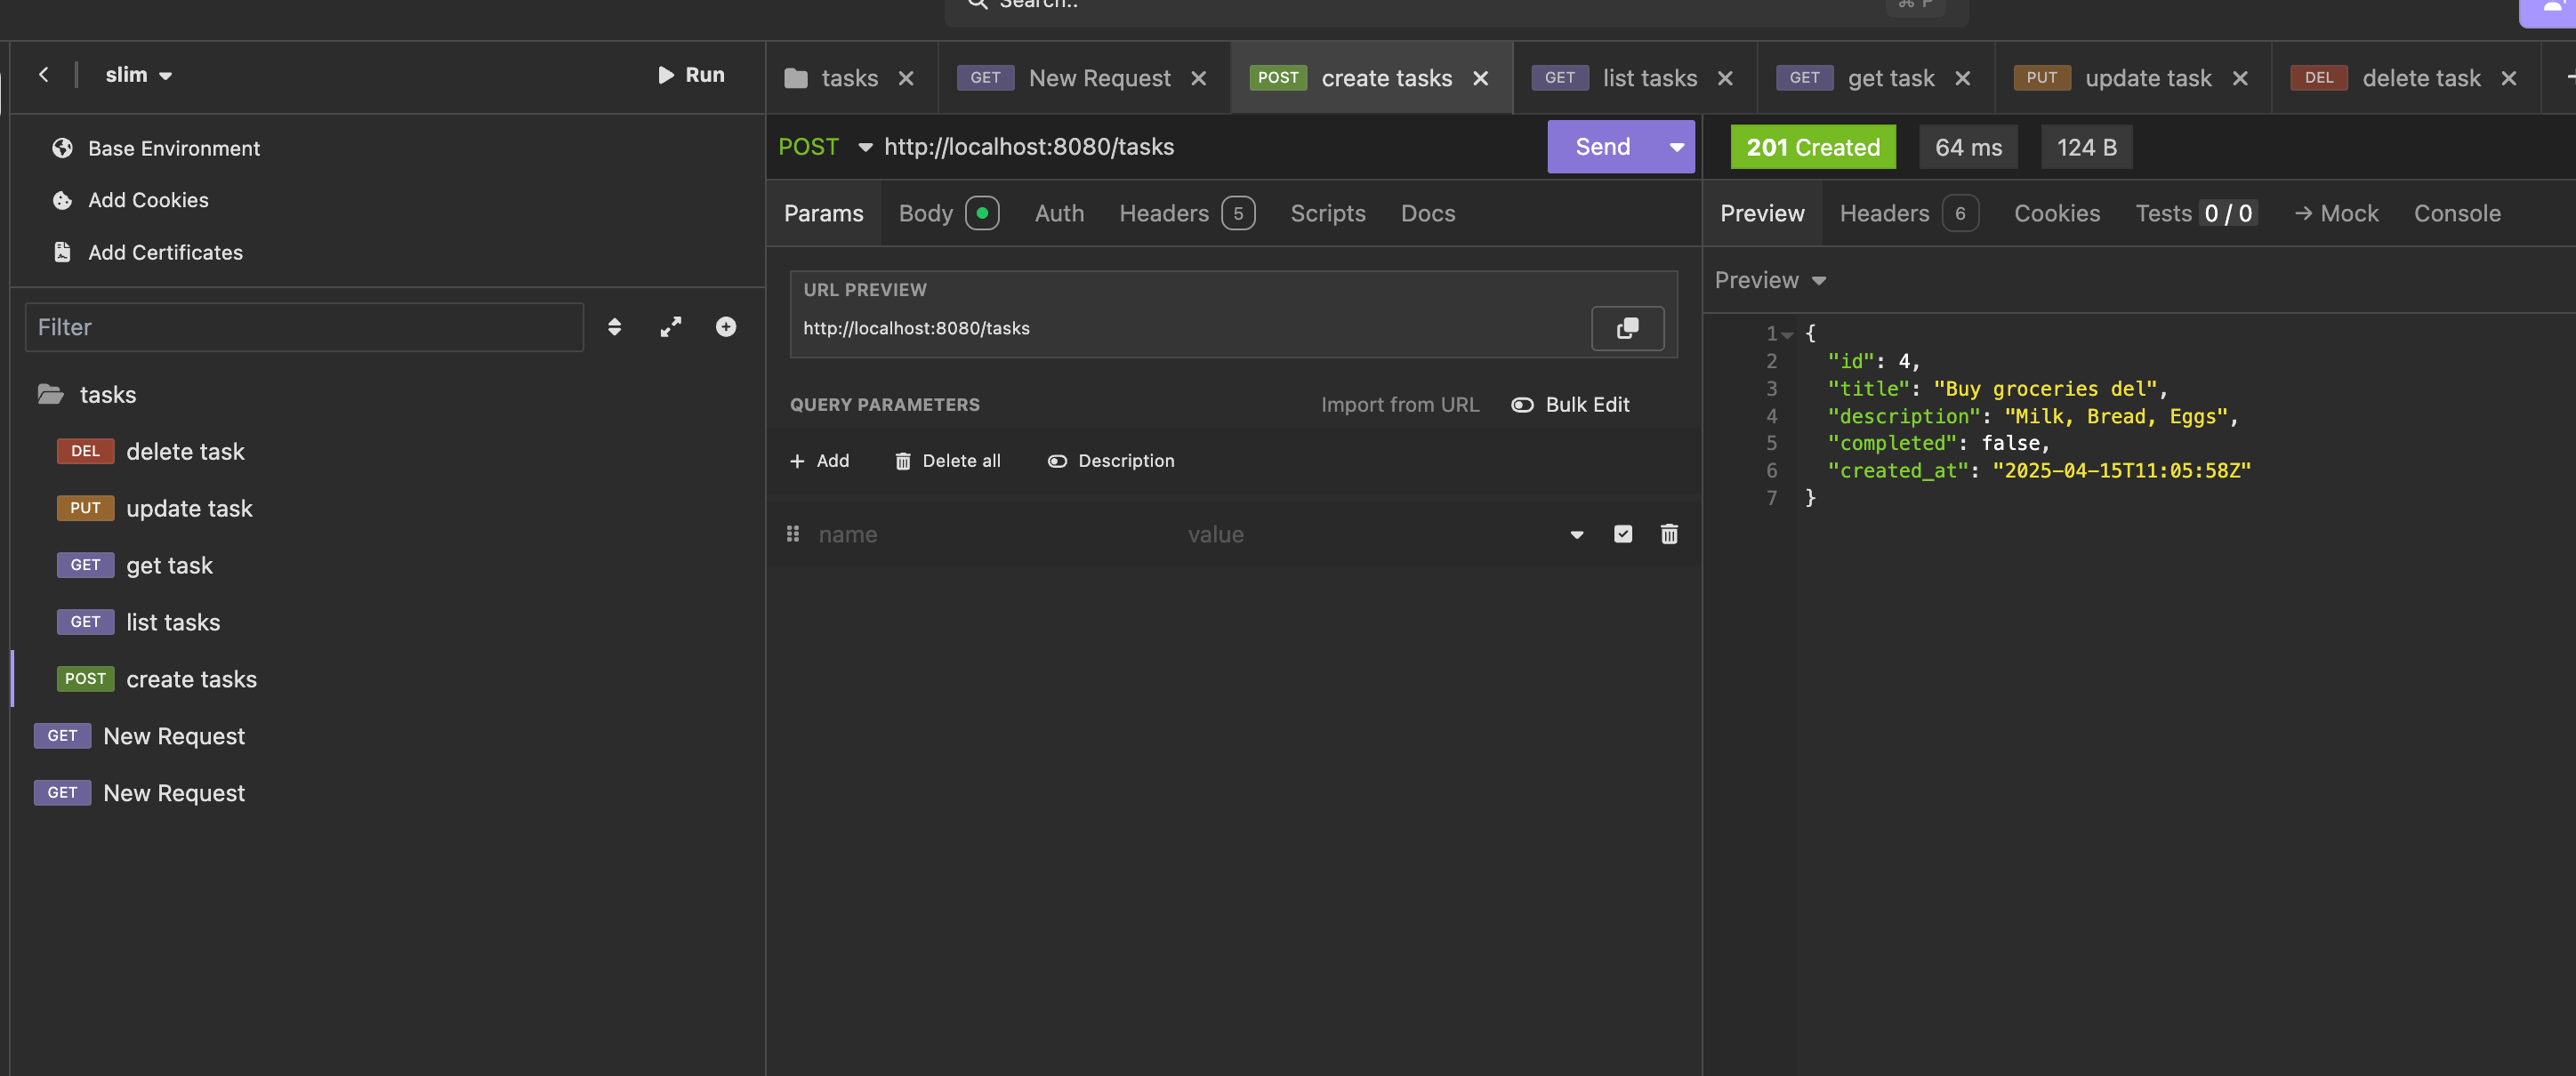 Search..
⌘ P
slim
Run
Base Environment
Add Cookies
Add Certificates
Filter
tasks
DEL delete task
PUT update task
GET get task
GET list tasks
POST create tasks
GET New Request
GET New Request
tasks
GET New Request
POST create tasks
GET list tasks
GET get task
PUT update task
DEL delete task
POST http://localhost:8080/tasks
Send
Params Body Auth Headers 5 Scripts Docs
URL PREVIEW
http://localhost:8080/tasks
QUERY PARAMETERS Import from URL Bulk Edit
+ Add Delete all Description
name value
201 Created 64 ms 124 B
Preview Headers 6 Cookies Tests 0 / 0 → Mock Console
Preview
1 {
2 "id": 4,
3 "title": "Buy groceries del",
4 "description": "Milk, Bread, Eggs",
5 "completed": false,
6 "created_at": "2025-04-15T11:05:58Z"
7 }